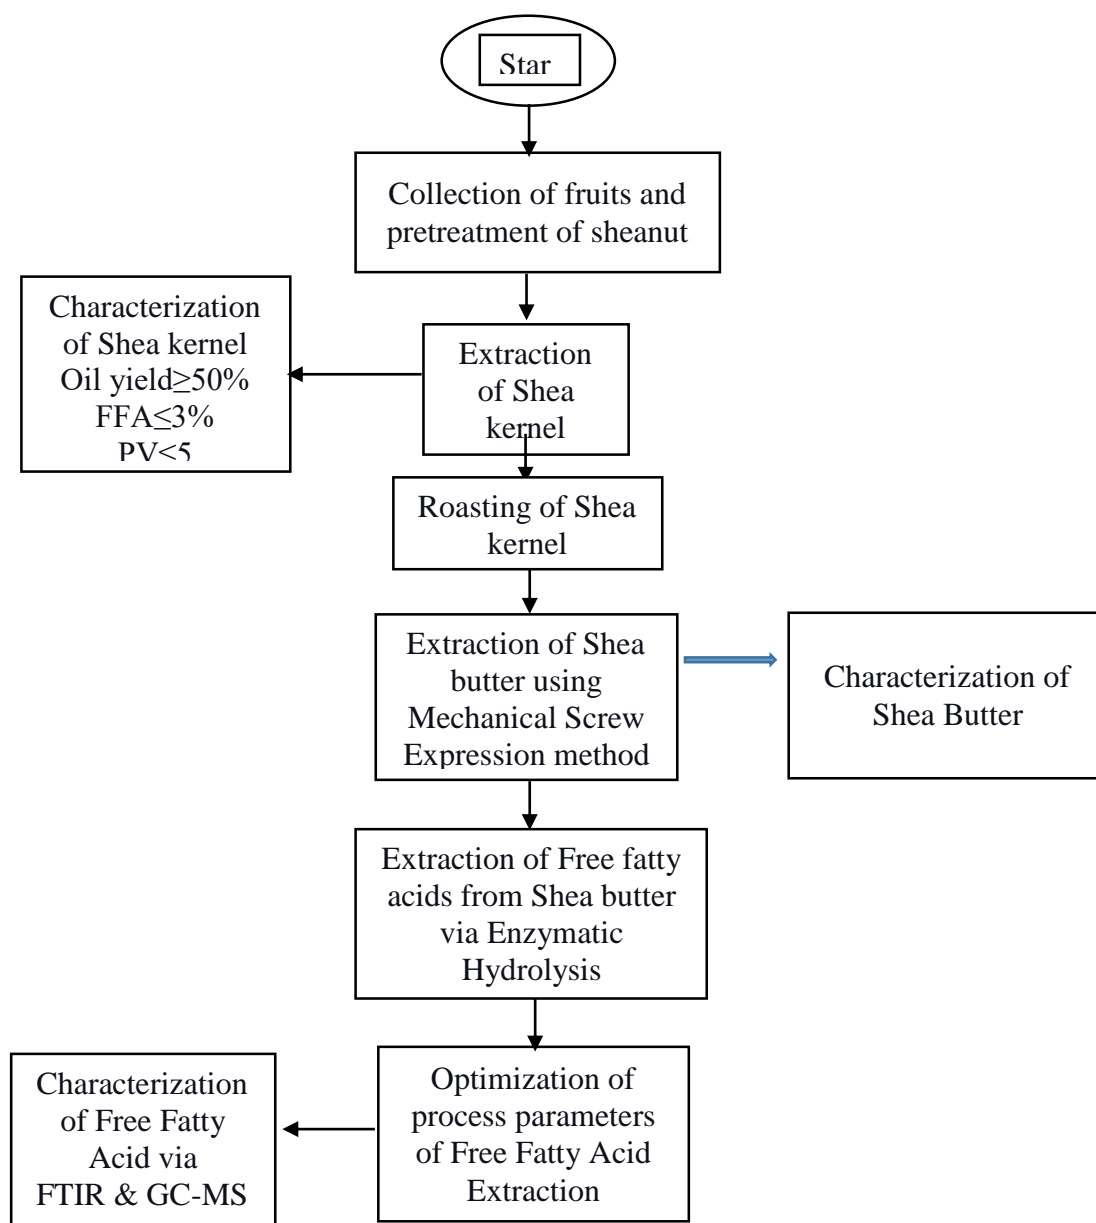 Star
Collection of fruits and
pretreatment of sheanut
Characterization
of Shea kernel
Oil yield≥50%
FFA≤3%
PV<5
Extraction
of Shea
kernel
Roasting of Shea
kernel
Extraction of Shea
butter using
Mechanical Screw
Expression method
Characterization of
Shea Butter
Extraction of Free fatty
acids from Shea butter
via Enzymatic
Hydrolysis
Optimization of
process parameters
of Free Fatty Acid
Extraction
Characterization
of Free Fatty
Acid via
FTIR & GC-MS